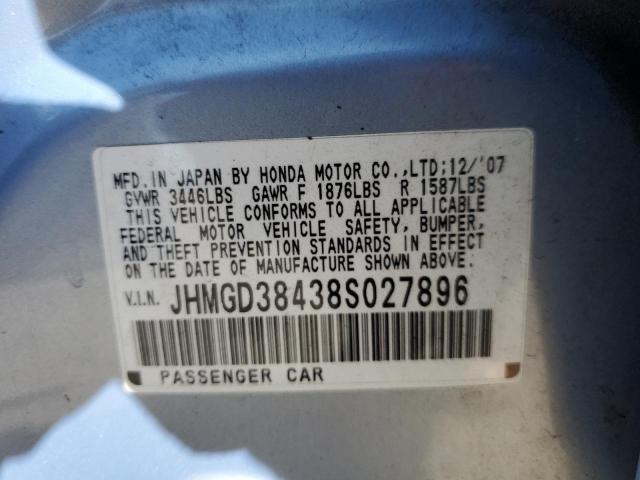 MFD. IN JAPAN BY HONDA MOTOR CO.,LTD;12/'07
GVWR 3446LBS GAWR F 1876LBS R 1587LBS
THIS VEHICLE CONFORMS TO ALL APPLICABLE
FEDERAL MOTOR VEHICLE SAFETY, BUMPER,
AND THEFT PREVENTION STANDARDS IN EFFECT
ON THE DATE OF MANUFACTURE SHOWN ABOVE.
V.I.N. JHMGD38438S027896
PASSENGER CAR